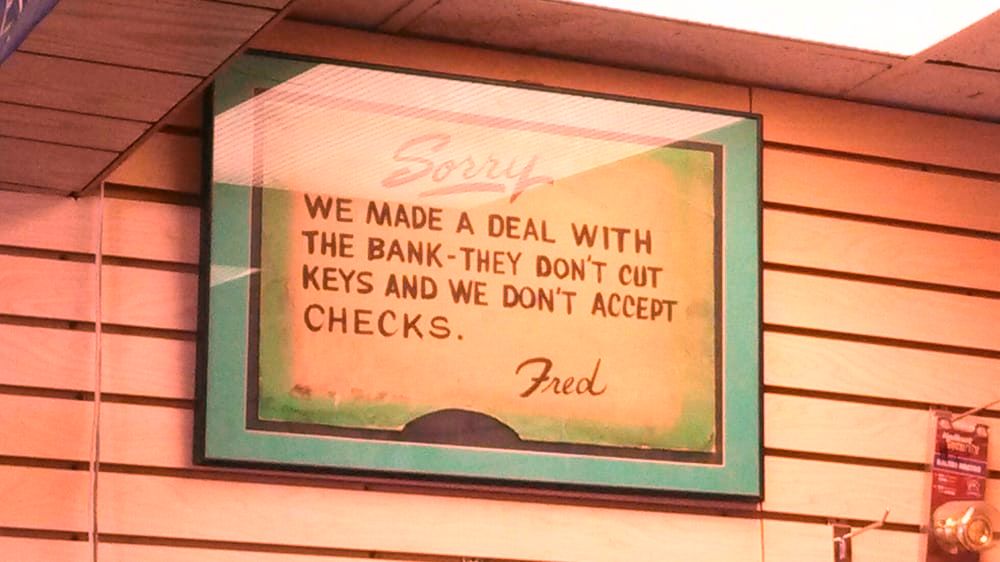 Sorry
WE MADE A DEAL WITH
THE BANK-THEY DON'T CUT
KEYS AND WE DON'T ACCEPT
CHECKS.
Fred